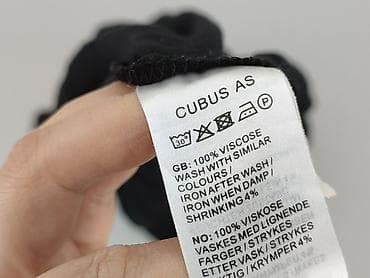 CUBUS AS
30 P
GB: 100% VISCOSE
WASH WITH SIMILAR
COLOURS /
IRON AFTER WASH /
IRON WHEN DAMP /
SHRINKING 4%
NO: 100% VISKOSE
VASKES MED LIGNENDE
FARGER / STRYKES
ETTER VASK / STRYKES
KRYMPER 4%